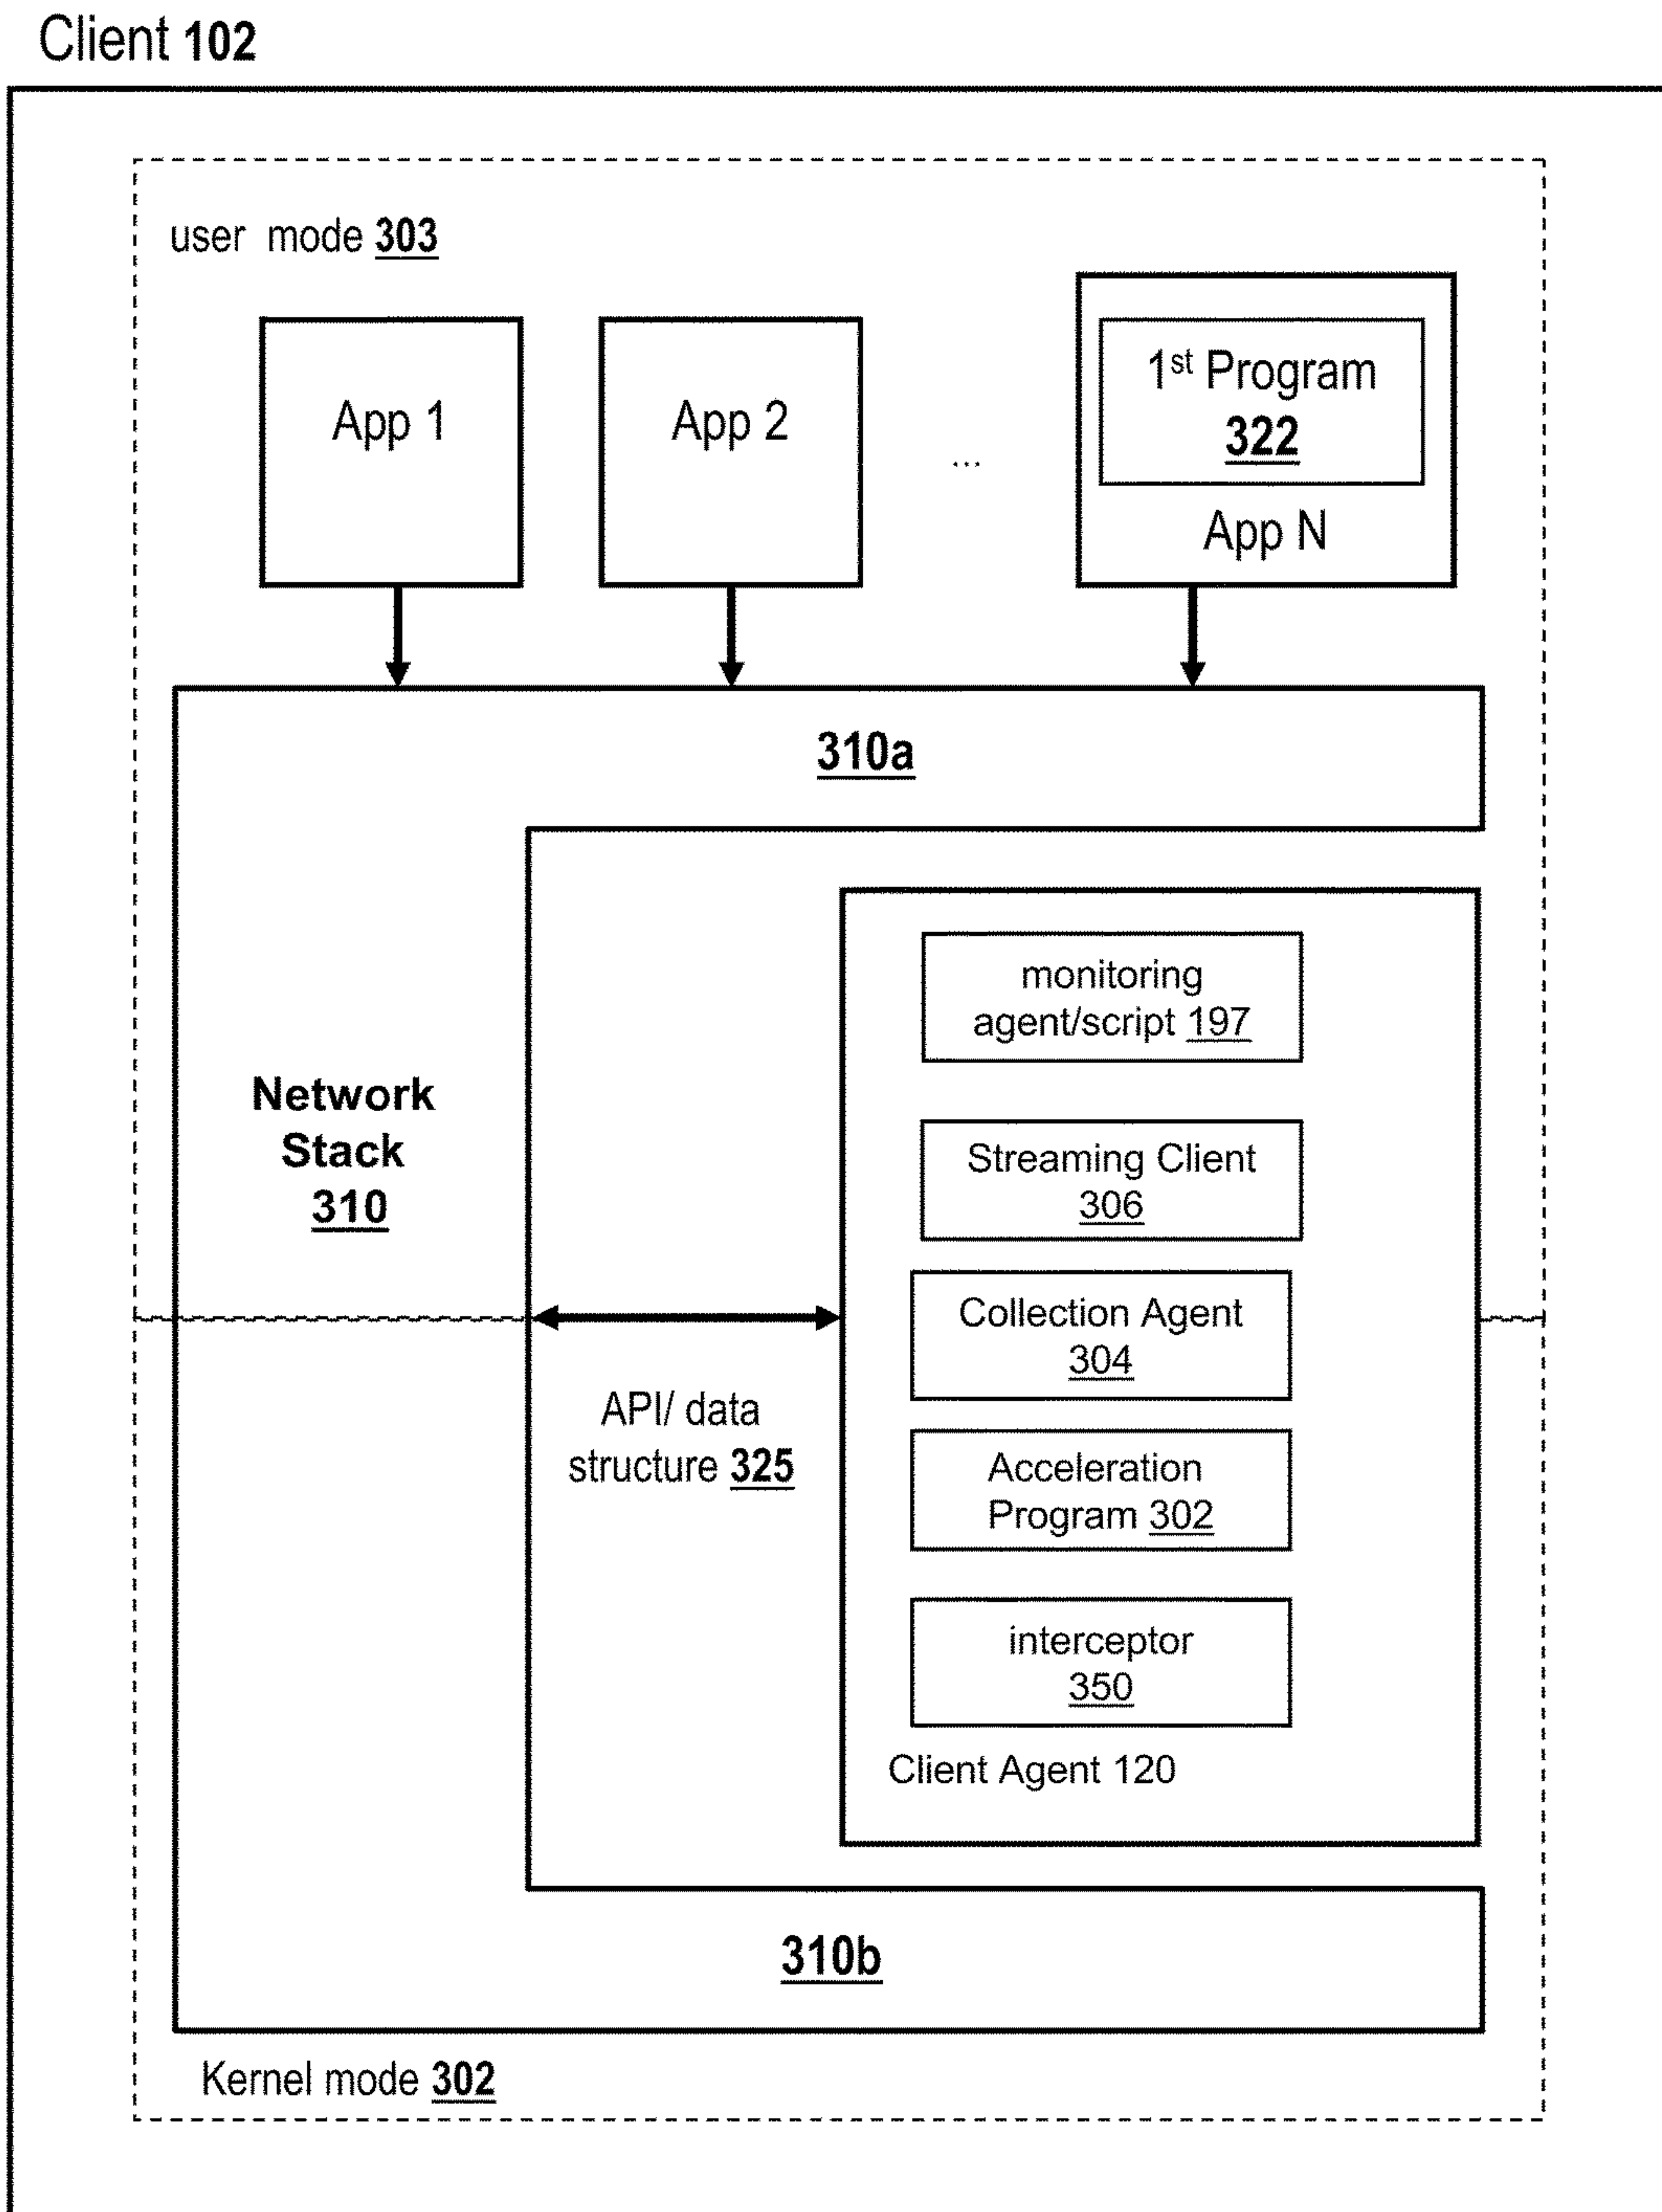 Client 102
user mode 303
App 1
App 2
...
1st Program
322
App N
310a
Network
Stack
310
monitoring
agent/script 197
Streaming Client
306
Collection Agent
304
API/ data
structure 325
Acceleration
Program 302
interceptor
350
Client Agent 120
310b
Kernel mode 302